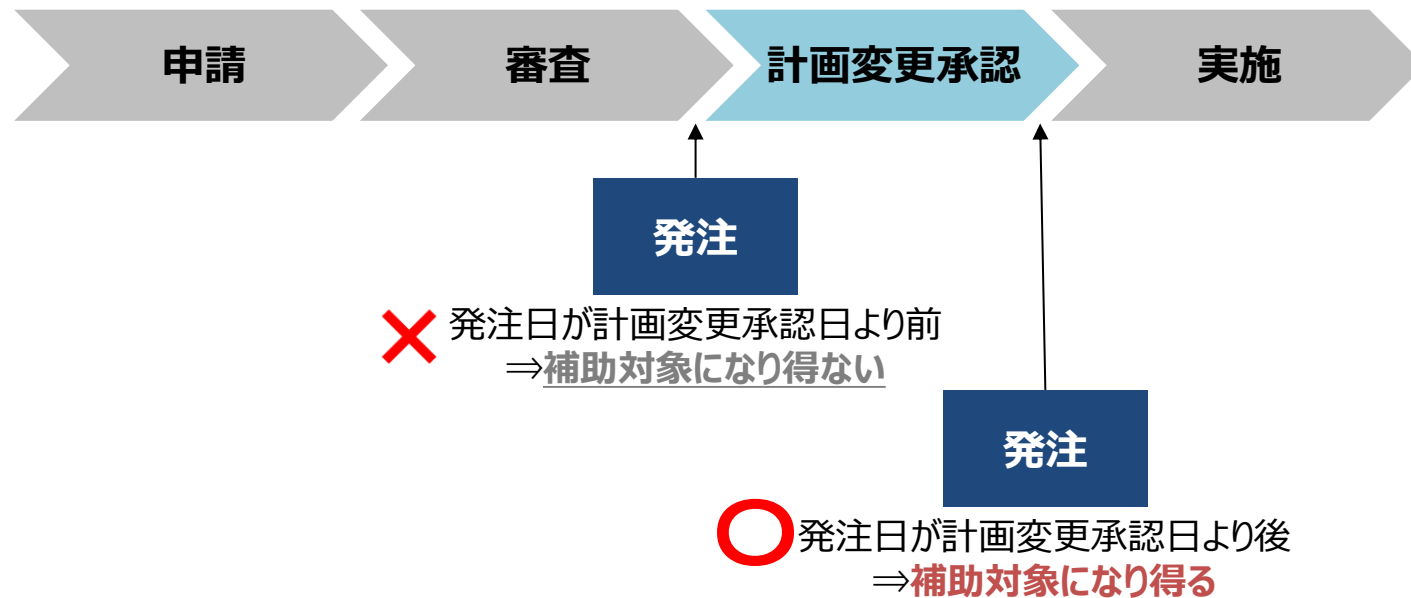 申請
審査
計画変更承認
実施
発注
発注日が計画変更承認日より前
⇒補助対象になり得ない
発注
発注日が計画変更承認日より後
⇒補助対象になり得る